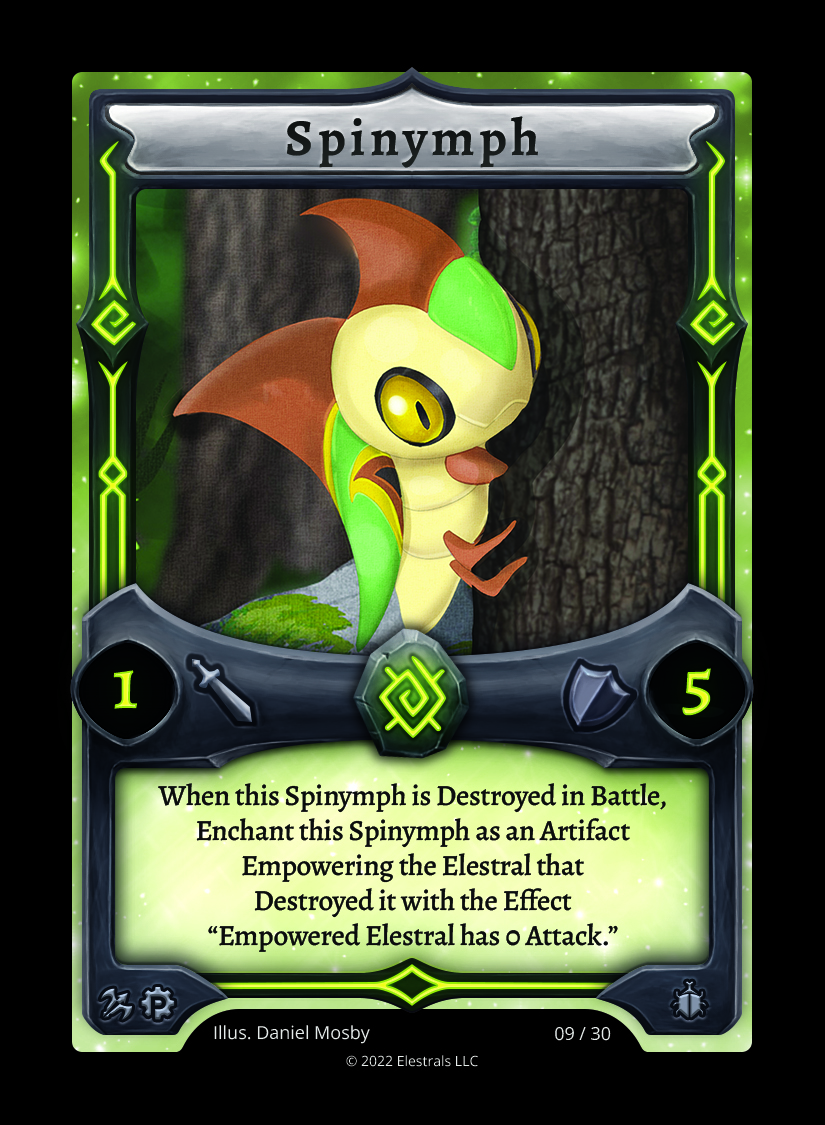 Spinymph
1
5
When this Spinymph is Destroyed in Battle,
Enchant this Spinymph as an Artifact
Empowering the Elestral that
Destroyed it with the Effect
“Empowered Elestral has 0 Attack.”
P
Illus. Daniel Mosby
09 / 30
© 2022 Elestrals LLC